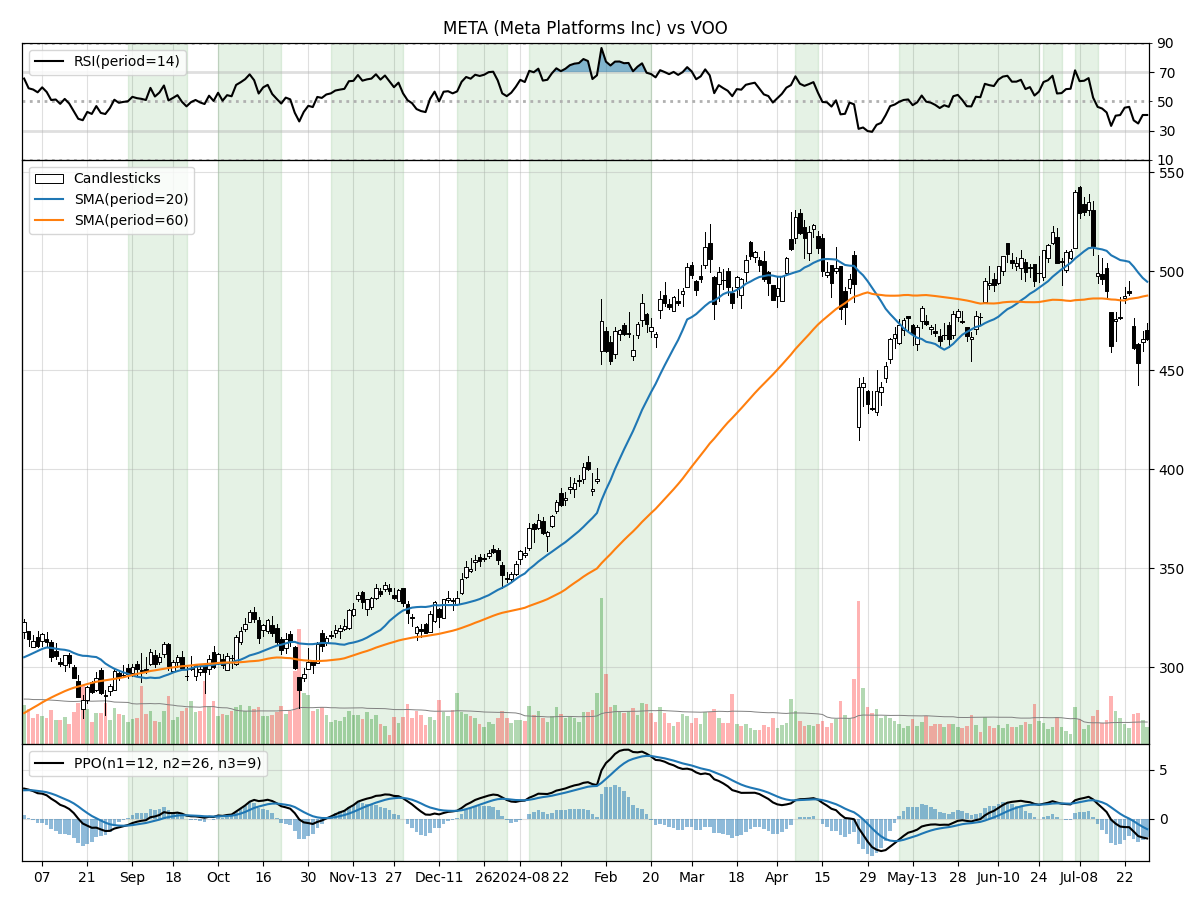 META (Meta Platforms Inc) vs VOO
RSI(period=14)
90
70
50
30
10
Candlesticks
SMA(period=20)
SMA(period=60)
550
500
450
400
350
300
PPO(n1=12, n2=26, n3=9)
5
0
07 21 Sep 18 Oct 16 30 Nov-13 27 Dec-11 26 2024-08 22 Feb 20 Mar 18 Apr 15 29 May-13 28 Jun-10 24 Jul-08 22